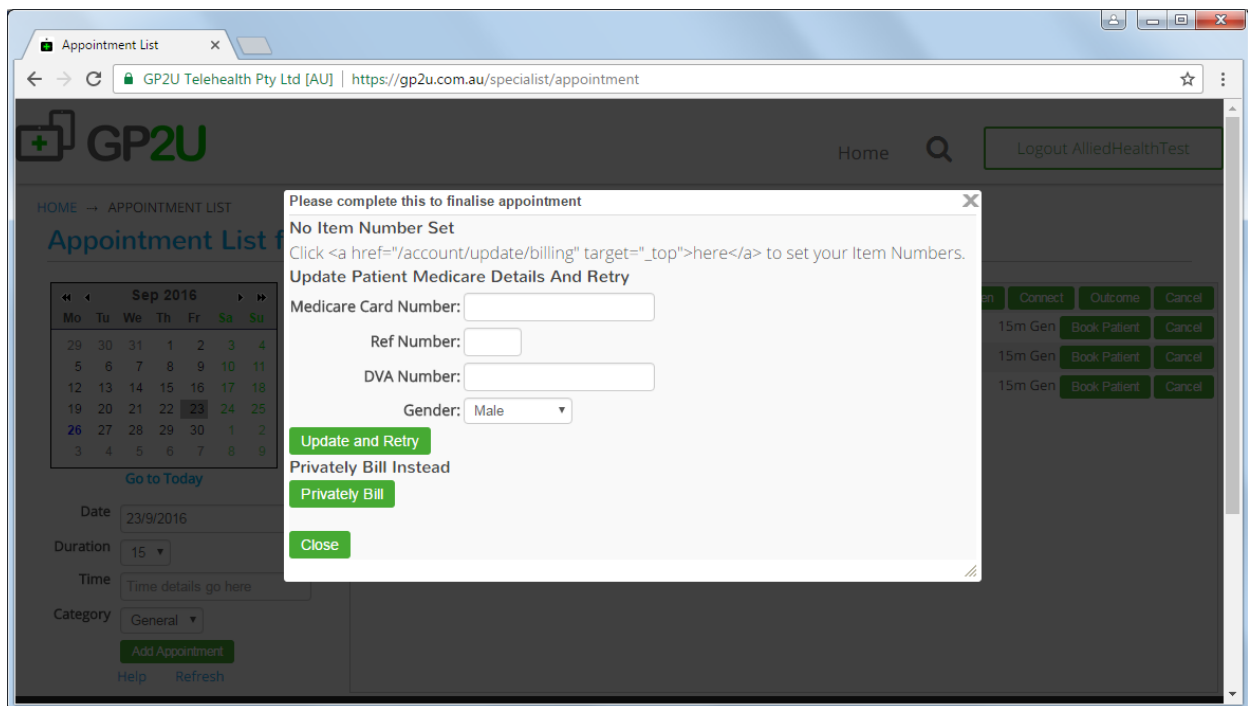 Appointment List
GP2U Telehealth Pty Ltd [AU] | https://gp2u.com.au/specialist/appointment
GP2U
Home
Logout AlliedHealthTest
HOME → APPOINTMENT LIST
Appointment List f
Please complete this to finalise appointment
No Item Number Set
Click <a href="/account/update/billing" target="_top">here</a> to set your Item Numbers.
Update Patient Medicare Details And Retry
Medicare Card Number:
Ref Number:
DVA Number:
Gender: Male
Update and Retry
Privately Bill Instead
Privately Bill
Close
Sep 2016
Mo Tu We Th Fr Sa Su
29 30 31 1 2 3 4
5 6 7 8 9 10 11
12 13 14 15 16 17 18
19 20 21 22 23 24 25
26 27 28 29 30 1 2
3 4 5 6 7 8 9
Go to Today
Date 23/9/2016
Duration 15
Time Time details go here
Category General
Add Appointment
Help Refresh
Connect Outcome Cancel
15m Gen Book Patient Cancel
15m Gen Book Patient Cancel
15m Gen Book Patient Cancel